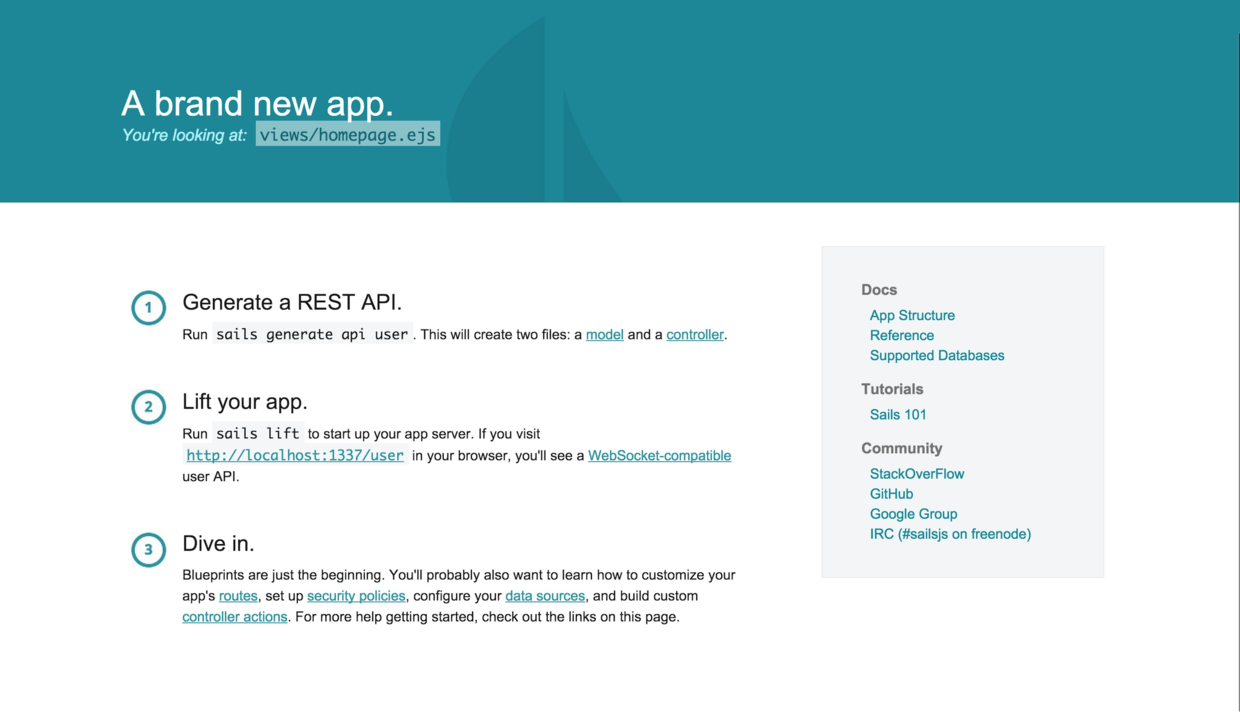 A brand new app.
You're looking at: views/homepage.ejs
1 Generate a REST API.
Run sails generate api user . This will create two files: a model and a controller.
2 Lift your app.
Run sails lift to start up your app server. If you visit
http://localhost:1337/user in your browser, you'll see a WebSocket-compatible
user API.
3 Dive in.
Blueprints are just the beginning. You'll probably also want to learn how to customize your
app's routes, set up security policies, configure your data sources, and build custom
controller actions. For more help getting started, check out the links on this page.
Docs
App Structure
Reference
Supported Databases
Tutorials
Sails 101
Community
StackOverFlow
GitHub
Google Group
IRC (#sailsjs on freenode)